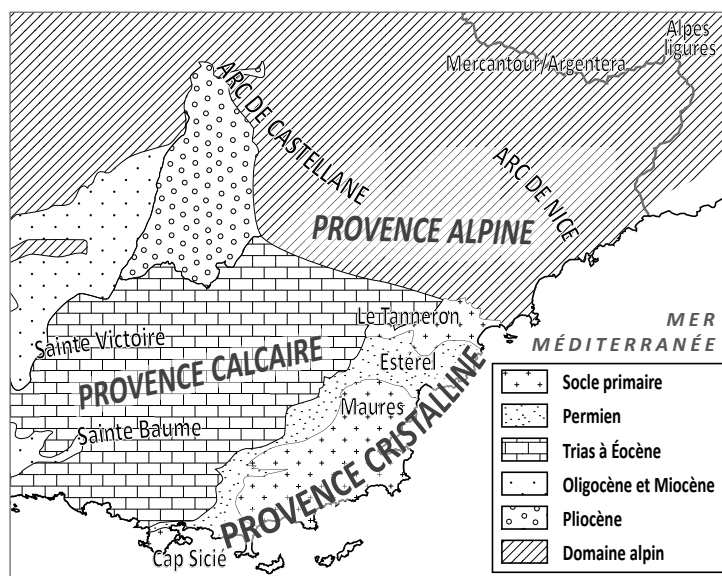 Alpes
ligures
Mercantour/Argentera
ARC DE CASTELLANE
ARC DE NICE
PROVENCE ALPINE
Le Tanneron
MER
MÉDITERRANÉE
Sainte Victoire
Estérel
PROVENCE CALCAIRE
Maures
Sainte Baume
PROVENCE CRISTALLINE
Cap Sicié
Socle primaire
Permien
Trias à Éocène
Oligocène et Miocène
Pliocène
Domaine alpin